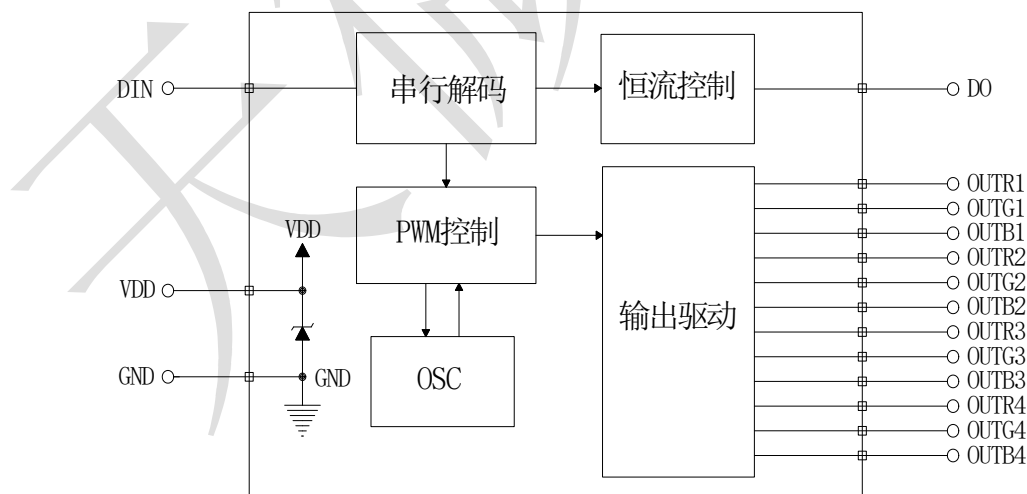 DIN
串行解码
恒流控制
DO
OUTR1
OUTG1
OUTB1
OUTR2
OUTG2
OUTB2
OUTR3
OUTG3
OUTB3
OUTR4
OUTG4
OUTB4
VDD
PWM控制
VDD
输出驱动
GND
GND
OSC
天